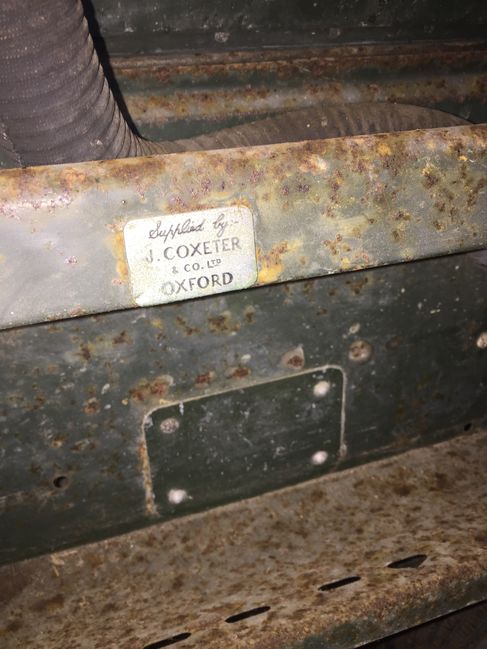 Supplied by:-
J. COXETER
& CO. LTD
OXFORD